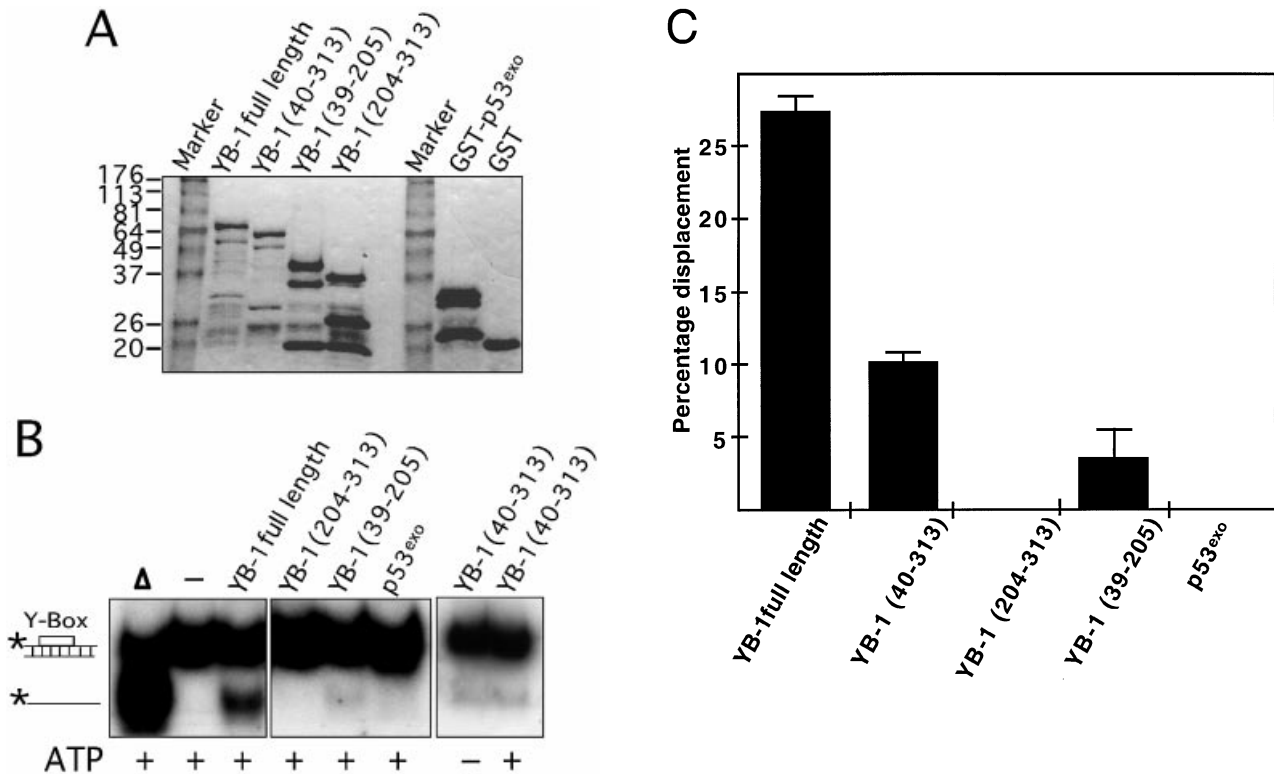 A
Marker
YB-1 full length
YB-1 (40-313)
YB-1 (39-205)
YB-1 (204-313)
Marker
GST-p53exo
GST
176
113
81
64
49
37
26
20
B
Δ
–
YB-1 full length
YB-1 (204-313)
YB-1 (39-205)
p53exo
YB-1 (40-313)
YB-1 (40-313)
Y-Box
*
*
ATP + + + + + + – +
C
Percentage displacement
25
20
15
10
5
YB-1 full length
YB-1 (40-313)
YB-1 (204-313)
YB-1 (39-205)
p53exo